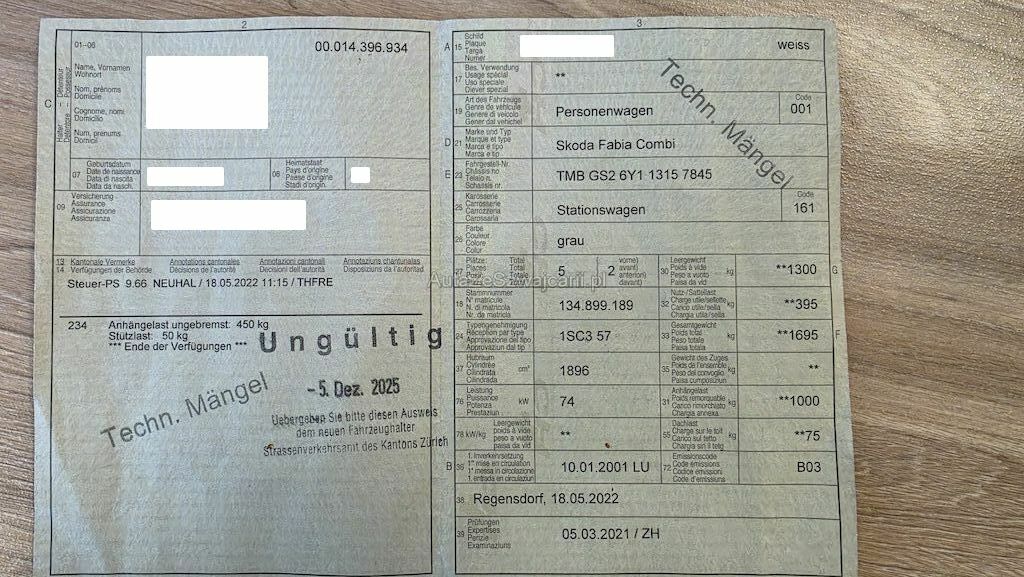 2
01--06
00.014.396.934
Name, Vornamen
Wohnort
Nom, prénoms
Domicile
Cognome, nomi
Domicilio
Num, prenums
Domicil
C
Halter – Détenteur
Detentore – Possessur
07
Geburtsdatum
Date de naissance
Data di nascita
Data da nasch.
08
Heimatstaat
Pays d'origine
Paese d'origine
Stadi d'origin.
09
Versicherung
Assurance
Assicurazione
Assicuranza
13 Kantonale Vermerke Annotations cantonales Annotazioni cantonali Annotaziuns chantunalas
14 Verfügungen der Behörde Décisions de l'autorité Decisioni dell'autorità Disposiziuns da l'autoritad
Steuer-PS 9.66 NEUHAL / 18.05.2022 11:15 / THFRE
234 Anhängelast ungebremst: 450 kg
Stützlast: 50 kg
*** Ende der Verfügungen ***
Ungültig
Techn. Mängel
-5. Dez. 2025
Uebergeben Sie bitte diesen Ausweis
dem neuen Fahrzeughalter
Strassenverkehrsamt des Kantons Zürich
3
A 15
Schild
Plaque
Targa
Numer
weiss
17
Bes. Verwendung
Usage spécial
Uso speciale
Diever spezial
**
Techn. Mängel
19
Art des Fahrzeugs
Genre de véhicule
Genere di veicolo
Gener dal vehichel
Personenwagen
Code
001
D 21
Marke und Typ
Marque et type
Marca e tipo
Marca e tip
Skoda Fabia Combi
E 23
Fahrgestell-Nr.
Châssis no
Telaio n.
Schassis nr.
TMB GS2 6Y1 1315 7845
25
Karosserie
Carrosserie
Carrozzeria
Carossaria
Stationswagen
Code
161
26
Farbe
Couleur
Colore
Colur
grau
Plätze: Total
Places Total
Posti: Totale
Total
5
2
vorne)
avant)
anteriori)
davant)
30
Leergewicht
Poids à vide
Peso a vuoto
Paisa da vid
kg
**1300
G
AutazeSzwajcarii.pl
18
Stammnummer
N° matricule
N. di matricola
Nr. da matricla
134.899.189
32
Nutz-/Sattellast
Charge utile/sellette
Carico utile/sella
Chargia utila/sella
kg
**395
24
Typengenehmigung
Réception par type
Approvazione del tipo
Approvaziun dal tip
1SC3 57
33
Gesamtgewicht
Poids total
Peso totale
Paisa totala
kg
**1695
F
37
Hubraum
Cylindrée
Cilindrata
Cilindrada
cm³
1896
35
Gewicht des Zuges
Poids de l'ensemble
Peso del convoglio
Paisa cumposiziun
kg
**
76
Leistung
Puissance
Potenza
Prestaziun
kW
74
31
Anhängelast
Poids remorquable
Carico rimorchiato
Chargia annexa
kg
**1000
78 kW/kg
Leergewicht
poids à vide
peso a vuoto
paisa da vid
**
55
Dachlast
Charge sur le toit
Carico sul tetto
Chargia sin il tetg
kg
**75
B 36
1. Inverkehrsetzung
1re mise en circulation
1a messa in circolazione
1. entrada en circulaziun
10.01.2001 LU
72
Emissionscode
Code émissions
Codice emissioni
Code d'emissiuns
B03
38
Regensdorf, 18.05.2022
39
Prüfungen
Expertises
Perizie
Examinaziuns
05.03.2021 / ZH